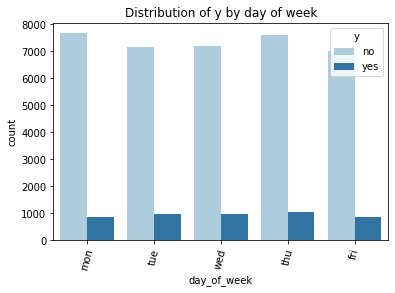 Distribution of y by day of week
y
no
yes
8000
7000
6000
5000
4000
3000
2000
1000
0
count
mon
tue
wed
thu
fri
day_of_week